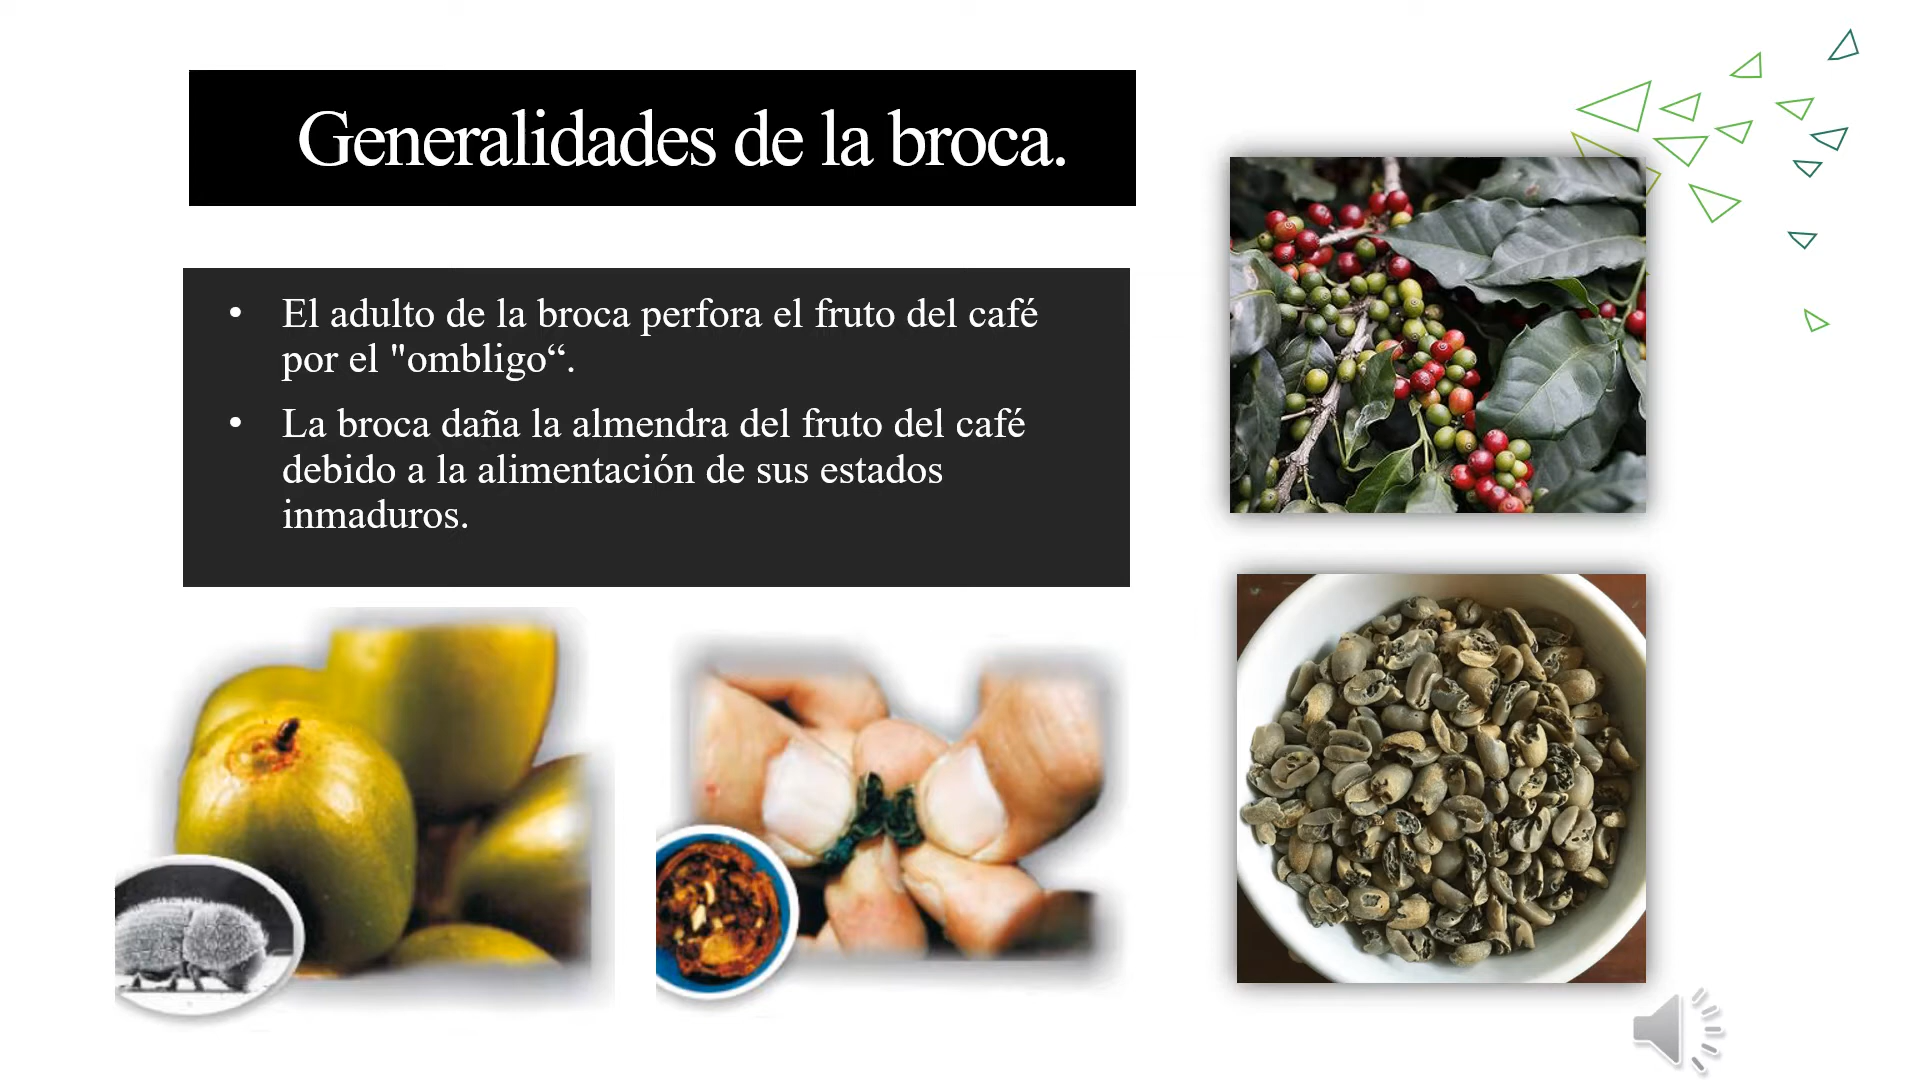 Generalidades de la broca.
• El adulto de la broca perfora el fruto del café
por el "ombligo“.
• La broca daña la almendra del fruto del café
debido a la alimentación de sus estados
inmaduros.